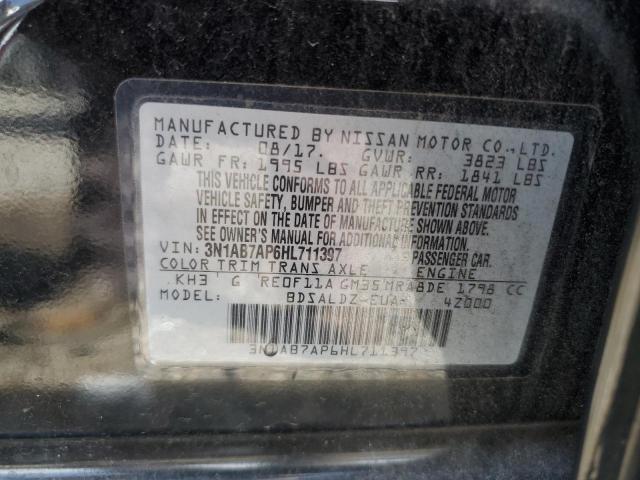 MANUFACTURED BY NISSAN MOTOR CO.,LTD.
DATE: 08/17. GVWR: 3823 LBS
GAWR FR: 1995 LBS GAWR RR: 1841 LBS
THIS VEHICLE CONFORMS TO ALL APPLICABLE FEDERAL MOTOR
VEHICLE SAFETY, BUMPER AND THEFT PREVENTION STANDARDS
IN EFFECT ON THE DATE OF MANUFACTURE SHOWN ABOVE.
SEE OWNER'S MANUAL FOR FURTHER INFORMATION.
VIN: 3N1AB7AP6HL711397 PASSENGER CAR.
COLOR TRIM TRANS AXLE ENGINE
KH3 G RE0F11A GM35 MRA8DE 1798 CC
MODEL: BDSALDZ-EUA- 4Z000
3N1AB7AP6HL711397